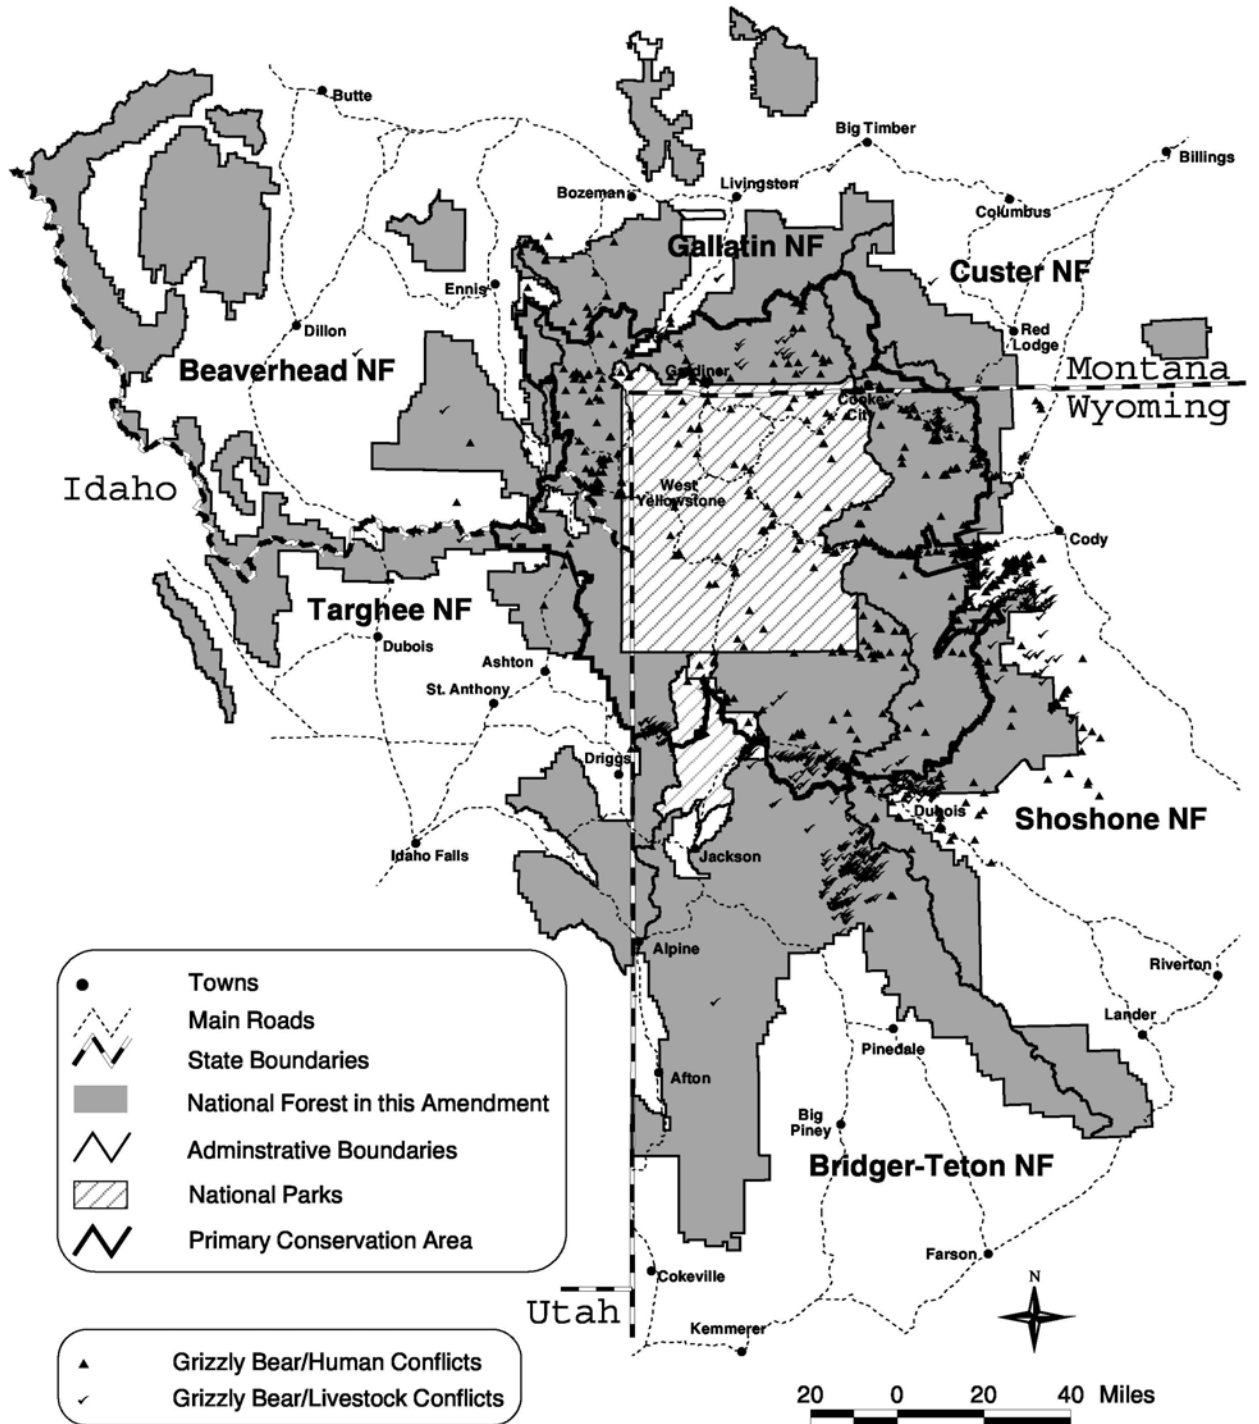 Butte
Big Timber
Billings
Bozeman
Livingston
Columbus
Gallatin NF
Custer NF
Ennis
Dillon
Red
Lodge
Beaverhead NF
Gardiner
Montana
Cooke
City
Wyoming
Idaho
West
Yellowstone
Cody
Targhee NF
Dubois
Ashton
St. Anthony
Driggs
Dubois
Shoshone NF
Idaho Falls
Jackson
Alpine
Riverton
Lander
Pinedale
Afton
Big
Piney
Bridger-Teton NF
Farson
Cokeville
Utah
Kemmerer
N
Towns
Main Roads
State Boundaries
National Forest in this Amendment
Adminstrative Boundaries
National Parks
Primary Conservation Area
Grizzly Bear/Human Conflicts
Grizzly Bear/Livestock Conflicts
20 0 20 40 Miles